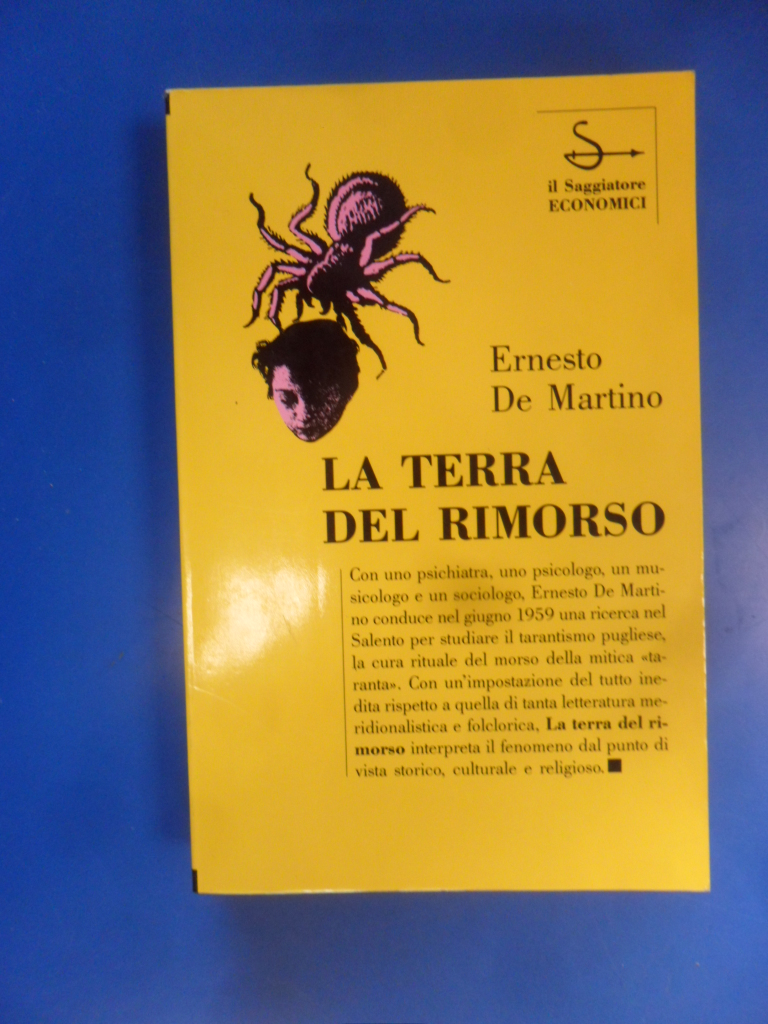 il Saggiatore
ECONOMICI
Ernesto
De Martino
LA TERRA
DEL RIMORSO
Con uno psichiatra, uno psicologo, un mu-
sicologo e un sociologo, Ernesto De Marti-
no conduce nel giugno 1959 una ricerca nel
Salento per studiare il tarantismo pugliese,
la cura rituale del morso della mitica «ta-
ranta». Con un'impostazione del tutto ine-
dita rispetto a quella di tanta letteratura me-
ridionalistica e folclorica, La terra del ri-
morso interpreta il fenomeno dal punto di
vista storico, culturale e religioso.